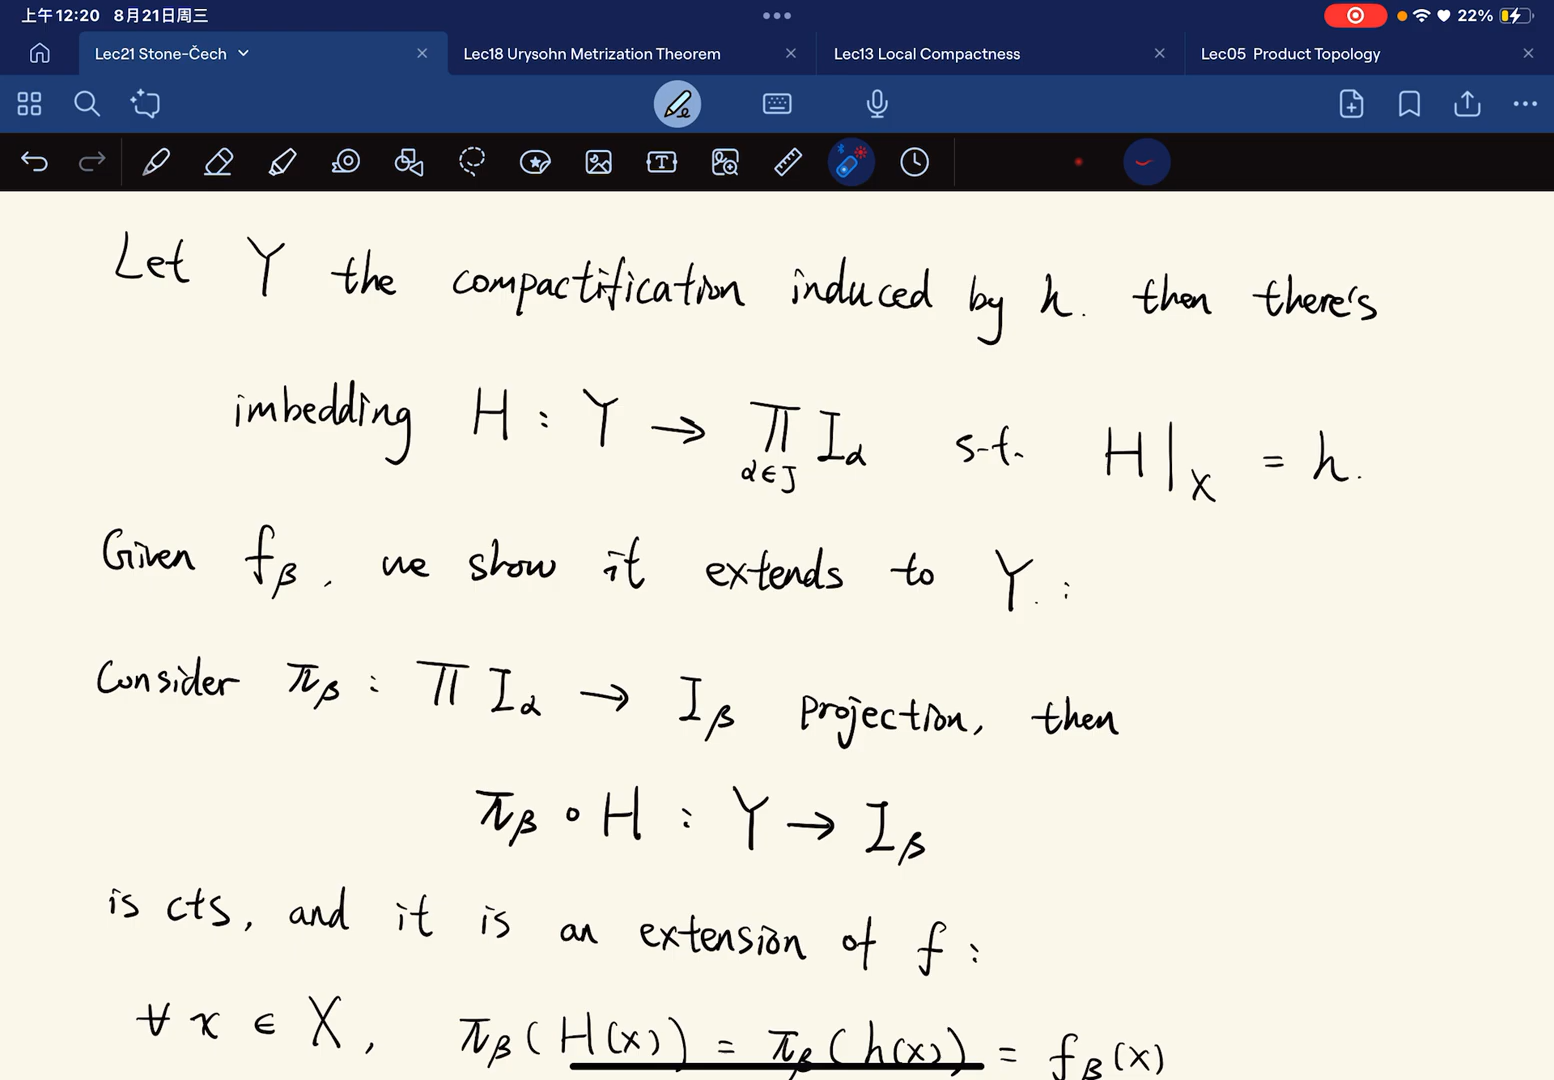 上午12:20 8月21日周三
22%
Lec21 Stone-Čech
Lec18 Urysohn Metrization Theorem
Lec13 Local Compactness
Lec05 Product Topology
Let Y the compactification induced by h. then there's
imbedding H : Y → ∏_{α∈J} I_α s.t. H|_X = h.
Given f_β, we show it extends to Y. :
Consider π_β : ∏ I_α → I_β projection, then
π_β ∘ H : Y → I_β
is cts, and it is an extension of f :
∀ x ∈ X, π_β(H(x)) = π_β(h(x)) = f_β(x)